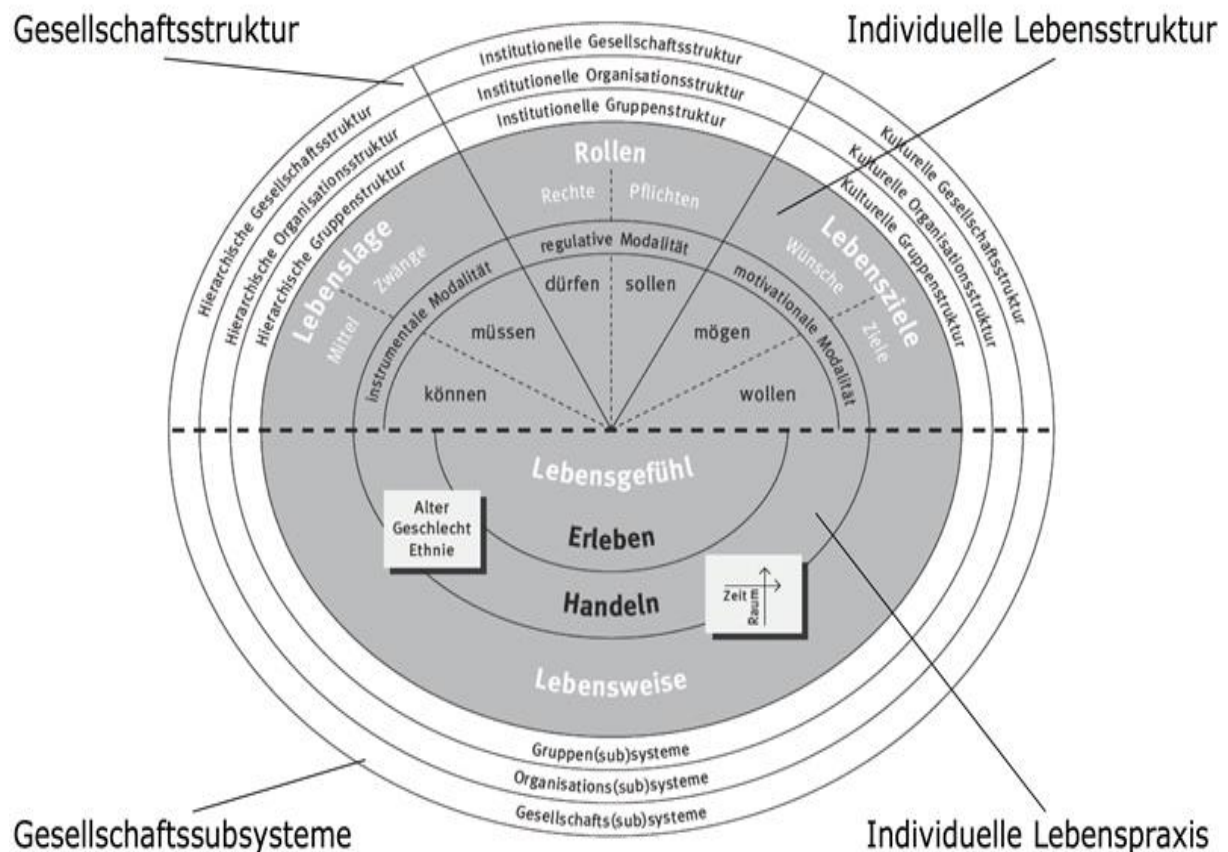 Gesellschaftsstruktur
Individuelle Lebensstruktur
Institutionelle Gesellschaftsstruktur
Institutionelle Organisationsstruktur
Institutionelle Gruppenstruktur
Hierarchische Gesellschaftsstruktur
Hierarchische Organisationsstruktur
Hierarchische Gruppenstruktur
Kulturelle Gesellschaftsstruktur
Kulturelle Organisationsstruktur
Kulturelle Gruppenstruktur
Rollen
Rechte
Pflichten
Lebenslage
Zwänge
Mittel
Lebensziele
Wünsche
Ziele
instrumentale Modalität
regulative Modalität
motivationale Modalität
dürfen
sollen
müssen
mögen
können
wollen
Lebensgefühl
Erleben
Alter
Geschlecht
Ethnie
Handeln
Zeit
Raum
Lebensweise
Gruppen(sub)systeme
Organisations(sub)systeme
Gesellschafts(sub)systeme
Gesellschaftssubsysteme
Individuelle Lebenspraxis